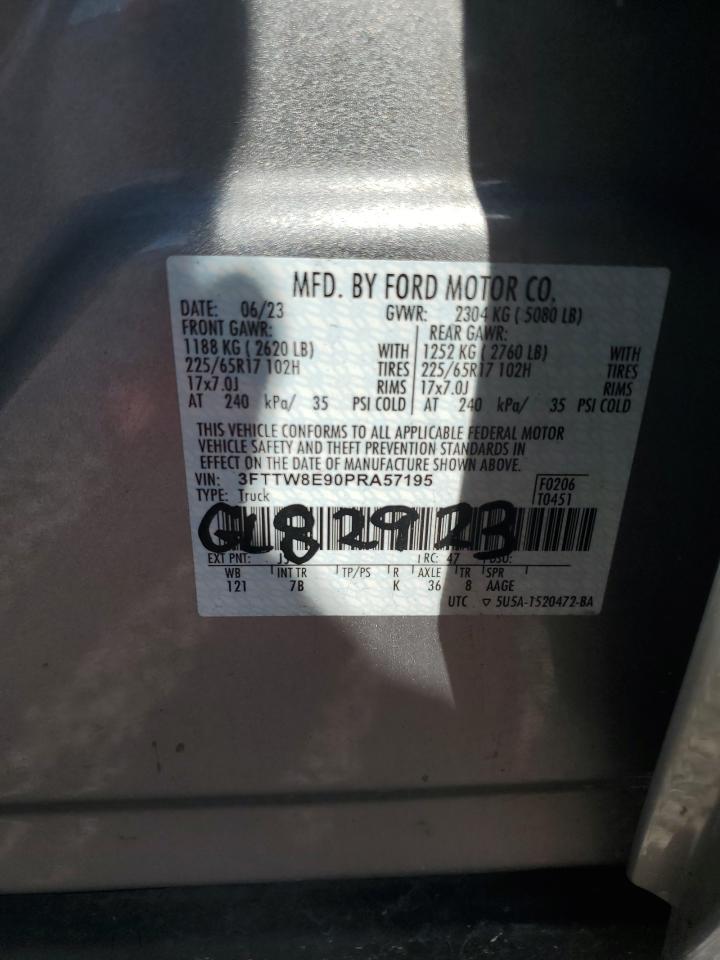 MFD. BY FORD MOTOR CO.
DATE: 06/23 GVWR: 2304 KG ( 5080 LB)
FRONT GAWR: REAR GAWR:
1188 KG ( 2620 LB) WITH 1252 KG ( 2760 LB) WITH
225/65R17 102H TIRES 225/65R17 102H TIRES
17x7.0J RIMS 17x7.0J RIMS
AT 240 kPa/ 35 PSI COLD AT 240 kPa/ 35 PSI COLD
THIS VEHICLE CONFORMS TO ALL APPLICABLE FEDERAL MOTOR
VEHICLE SAFETY AND THEFT PREVENTION STANDARDS IN
EFFECT ON THE DATE OF MANUFACTURE SHOWN ABOVE.
VIN: 3FTTW8E90PRA57195 F0206
TYPE: Truck T0451
GL82923
EXT PNT: RC: 47 DSO:
WB INT TR TP/PS R AXLE TR SPR
121 7B K 36 8 AAGE
UTC ▽ 5U5A-1520472-BA